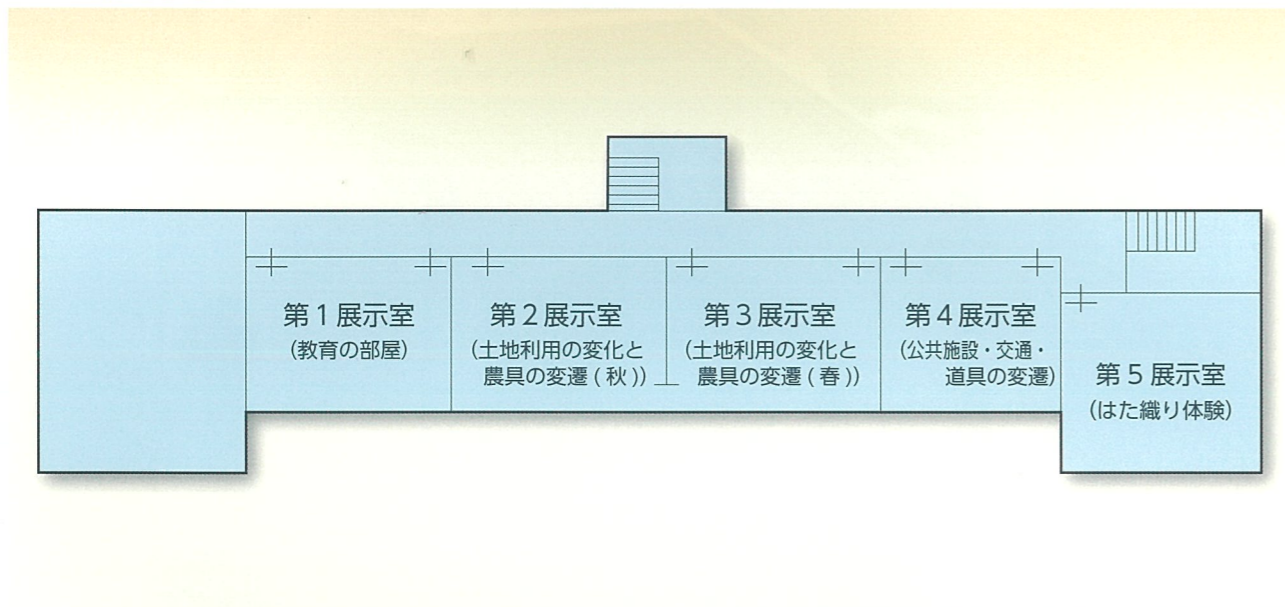 第1展示室
(教育の部屋)
第2展示室
(土地利用の変化と
農具の変遷(秋))
第3展示室
(土地利用の変化と
農具の変遷(春))
第4展示室
(公共施設・交通・
道具の変遷)
第5展示室
(はた織り体験)